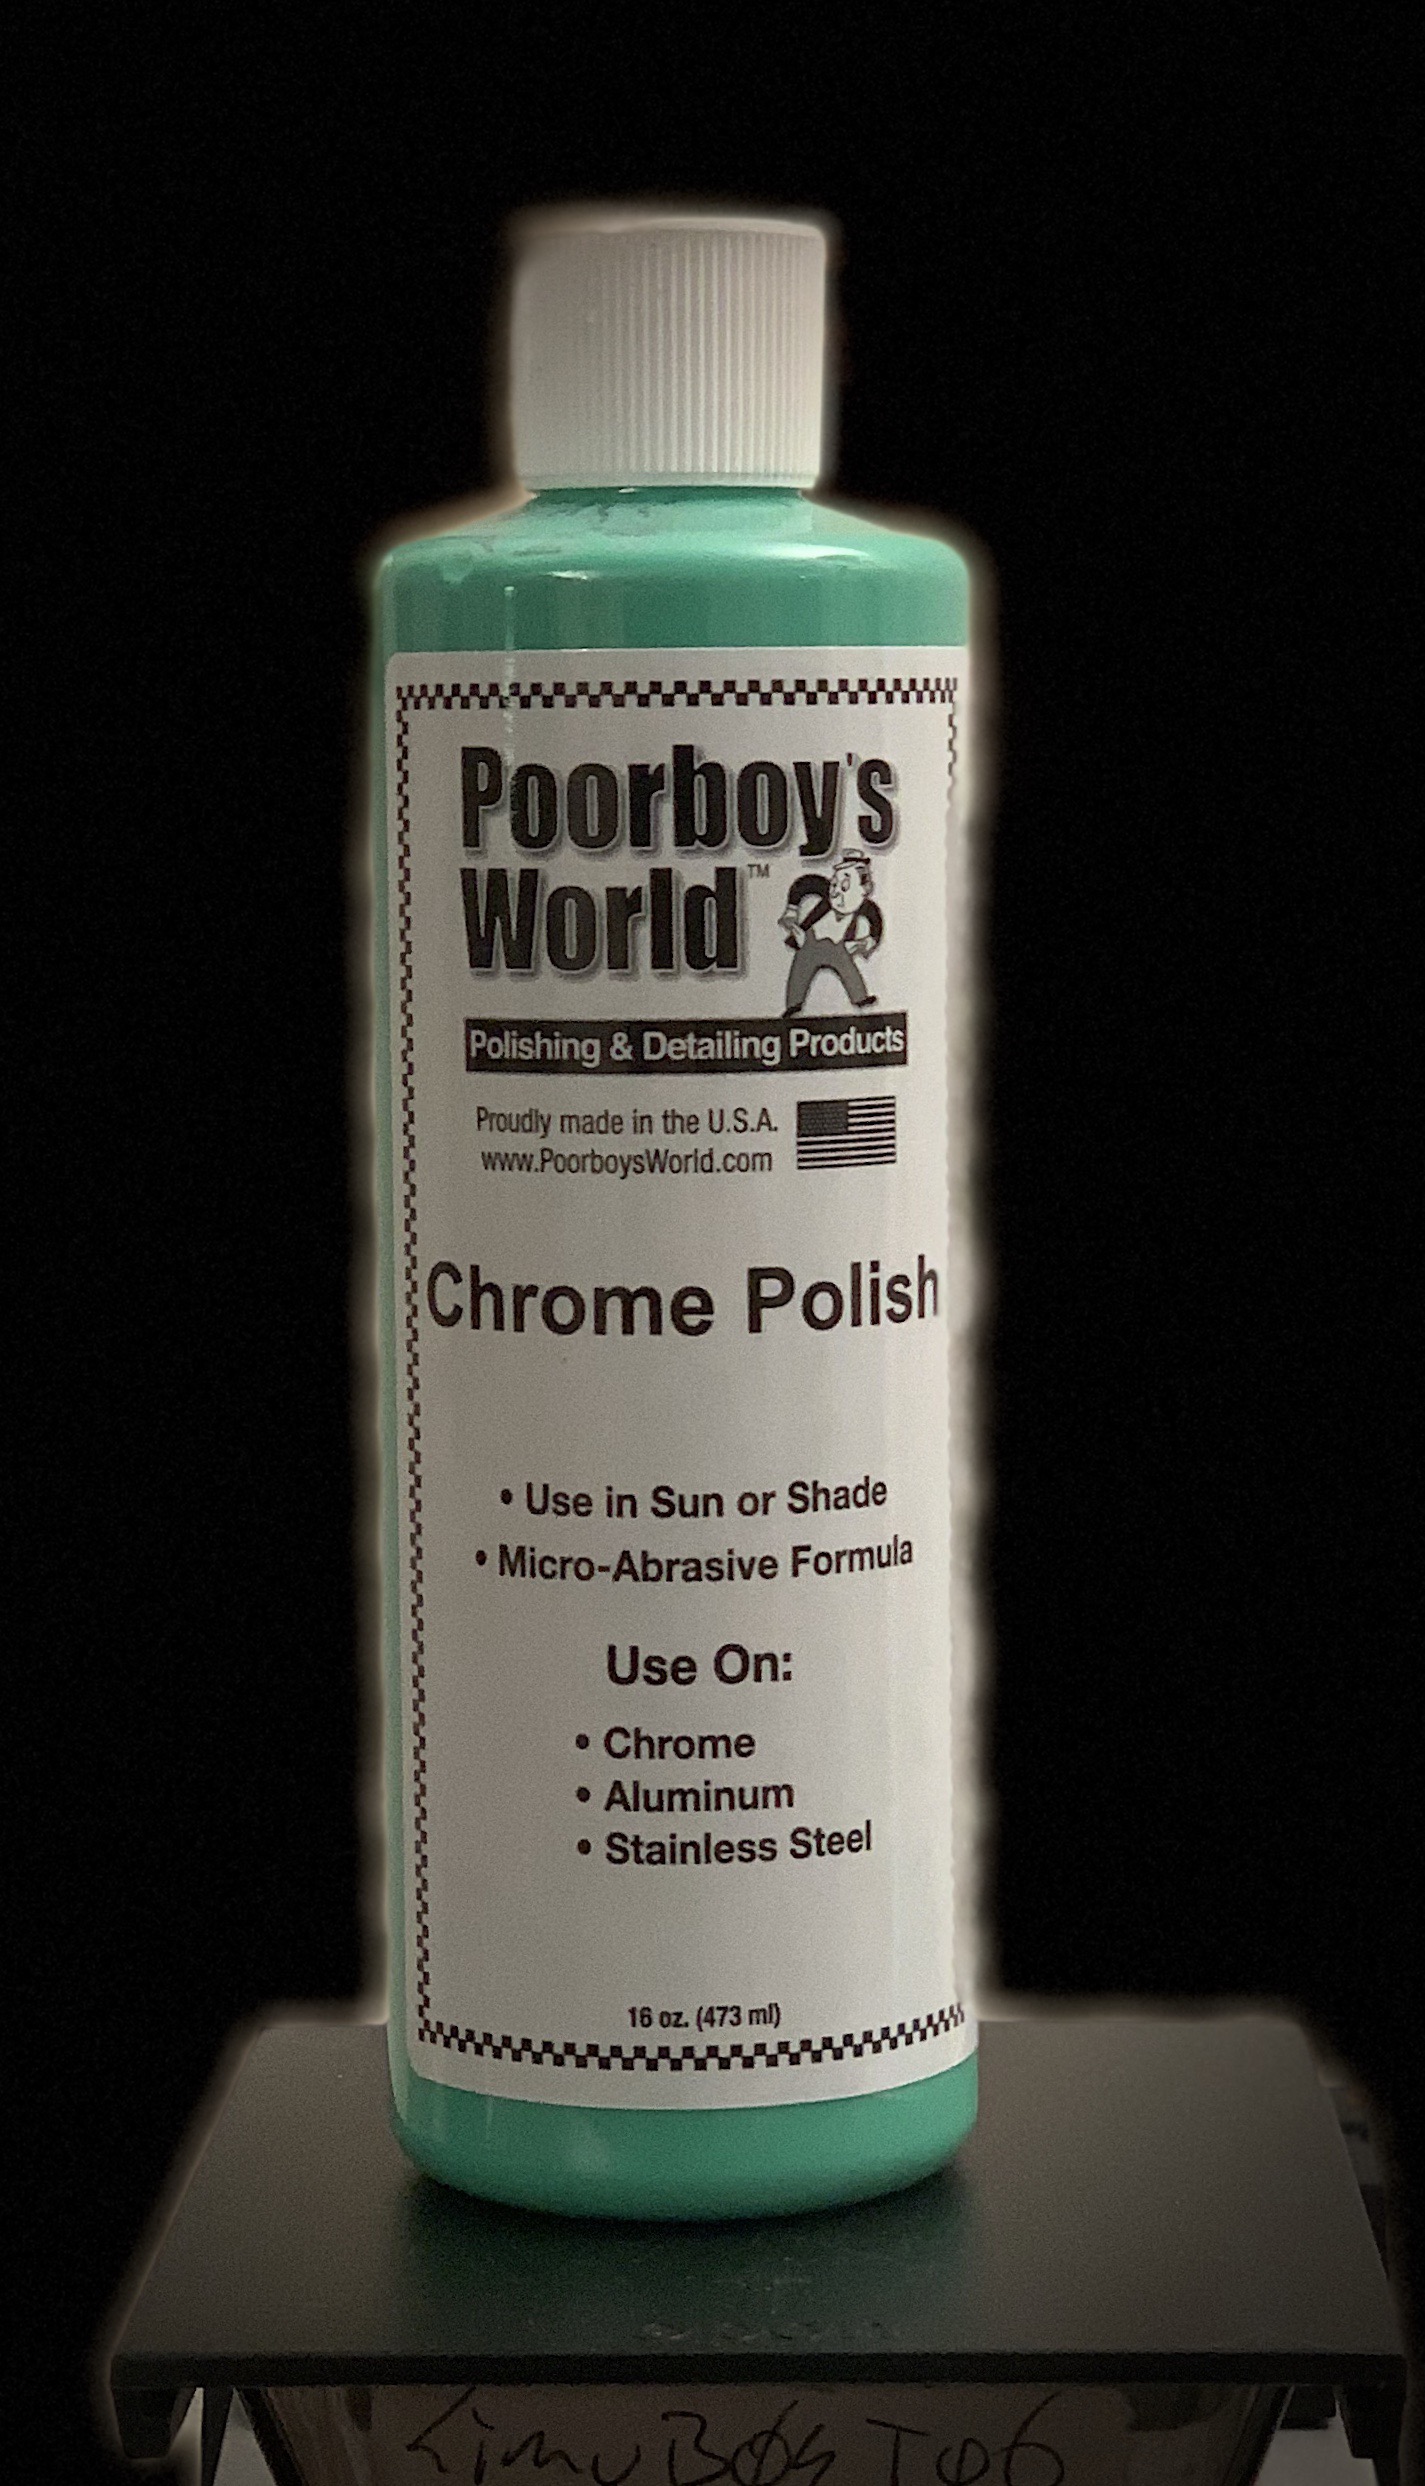 Poorboy's
World™
Polishing & Detailing Products
Proudly made in the U.S.A.
www.PoorboysWorld.com
Chrome Polish
• Use in Sun or Shade
• Micro-Abrasive Formula
Use On:
• Chrome
• Aluminum
• Stainless Steel
16 oz. (473 ml)